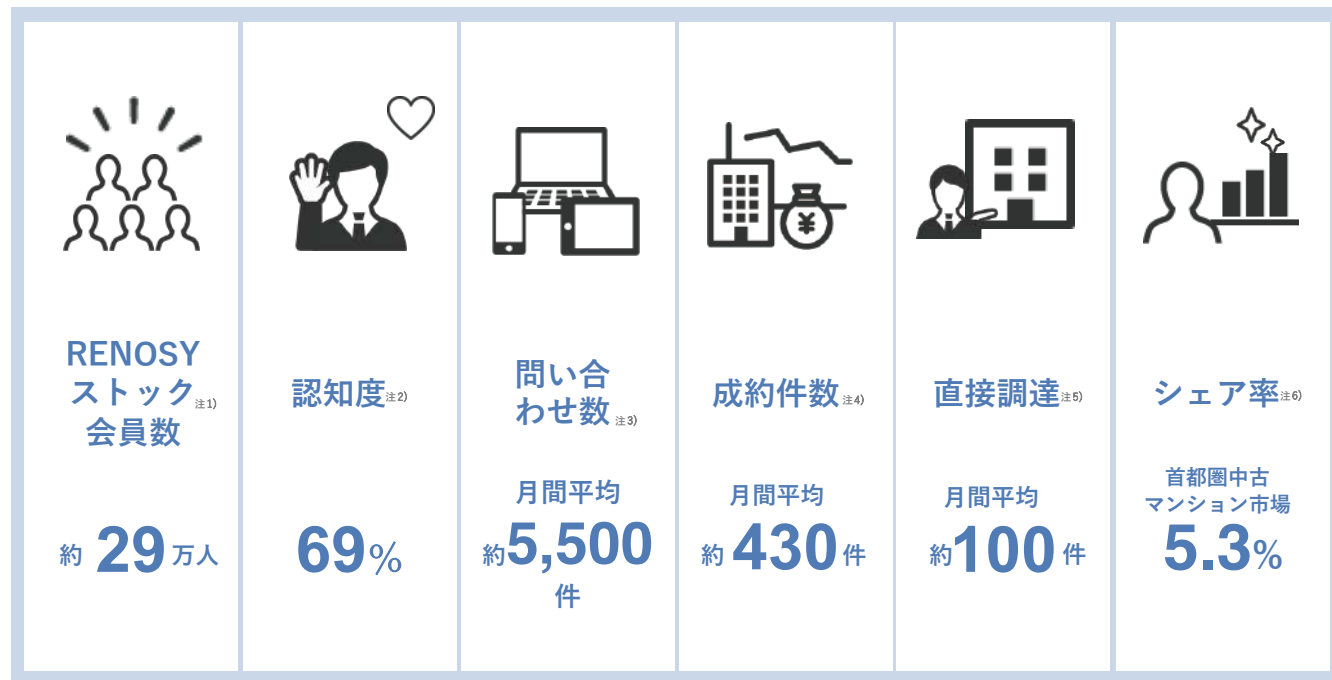 RENOSY
ストック注1)
会員数
約 29 万人
認知度注2)
69%
問い合
わせ数 注3)
月間平均
約5,500
件
成約件数 注4)
月間平均
約 430 件
直接調達注5)
月間平均
約100 件
シェア率注6)
首都圏中古
マンション市場
5.3%
¥